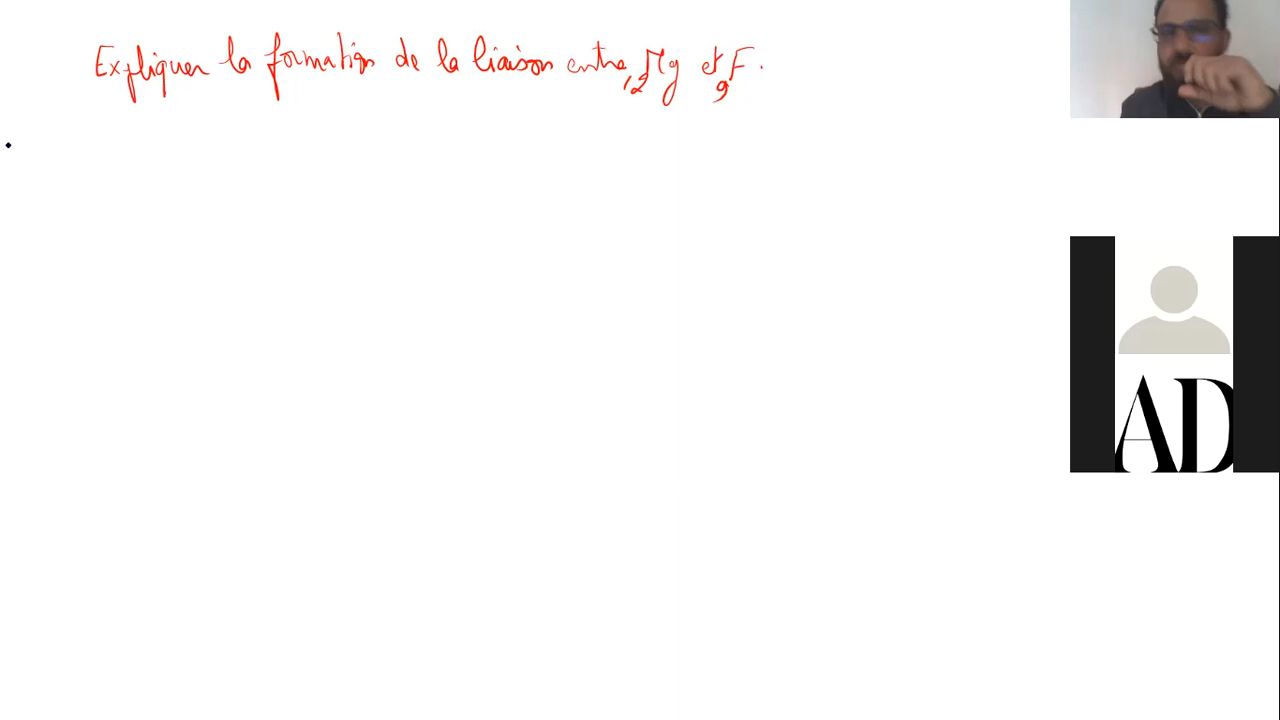 Expliquer la formation de la liaison entre ₁₂Mg et ₉F.
AD